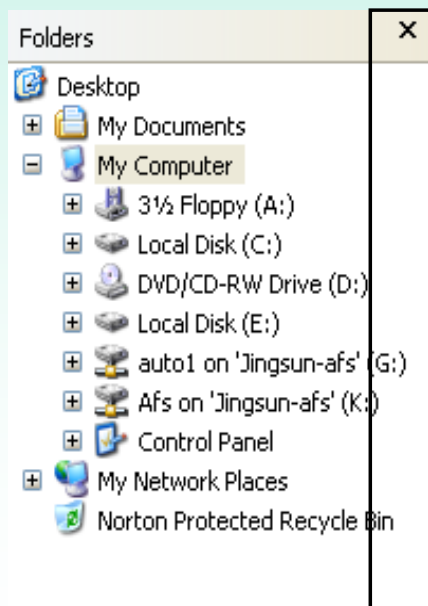 Folders
Desktop
My Documents
My Computer
3½ Floppy (A:)
Local Disk (C:)
DVD/CD-RW Drive (D:)
Local Disk (E:)
auto1 on 'Jingsun-afs' (G:)
Afs on 'Jingsun-afs' (K:)
Control Panel
My Network Places
Norton Protected Recycle Bin